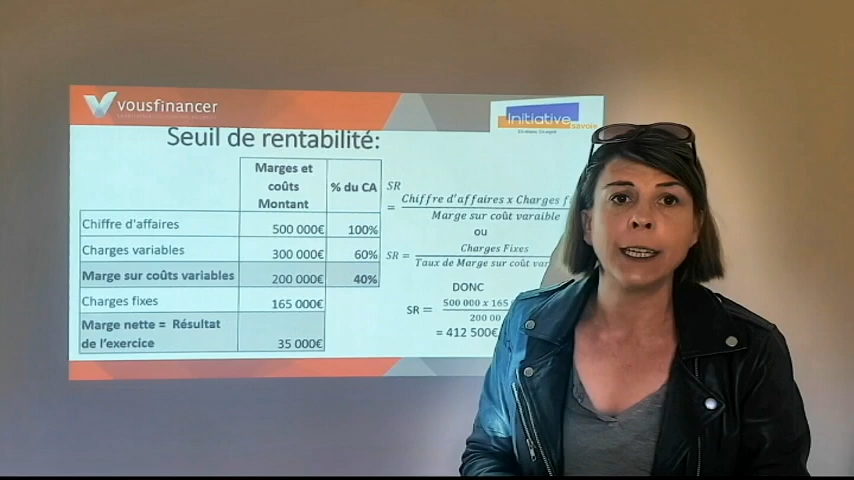 vousfinancer
Initiative
savoie
Seuil de rentabilité:
Marges et
coûts
Montant
% du CA
Chiffre d'affaires 500 000€ 100%
Charges variables 300 000€ 60%
Marge sur coûts variables 200 000€ 40%
Charges fixes 165 000€
Marge nette = Résultat
de l'exercice 35 000€
SR
= Chiffre d'affaires x Charges f
Marge sur coût varaible
ou
SR = Charges Fixes
Taux de Marge sur coût var
DONC
SR = 500 000 x 165
200 00
= 412 500€